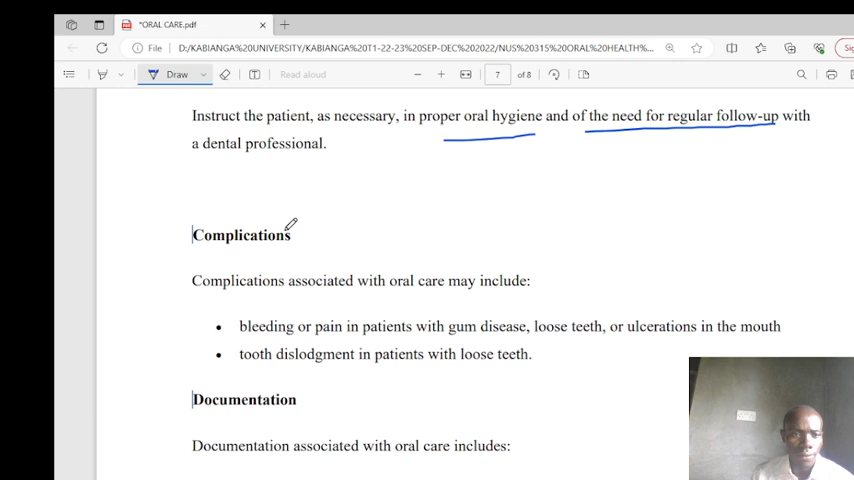 *ORAL CARE.pdf
File D:/KABIANGA%20UNIVERSITY/KABIANGA%20T1-22-23%20SEP-DEC%202022/NUS%20315%20ORAL%20HEALTH%...
Draw Read aloud 7 of 8
Instruct the patient, as necessary, in proper oral hygiene and of the need for regular follow-up with
a dental professional.
Complications
Complications associated with oral care may include:
• bleeding or pain in patients with gum disease, loose teeth, or ulcerations in the mouth
• tooth dislodgment in patients with loose teeth.
Documentation
Documentation associated with oral care includes: